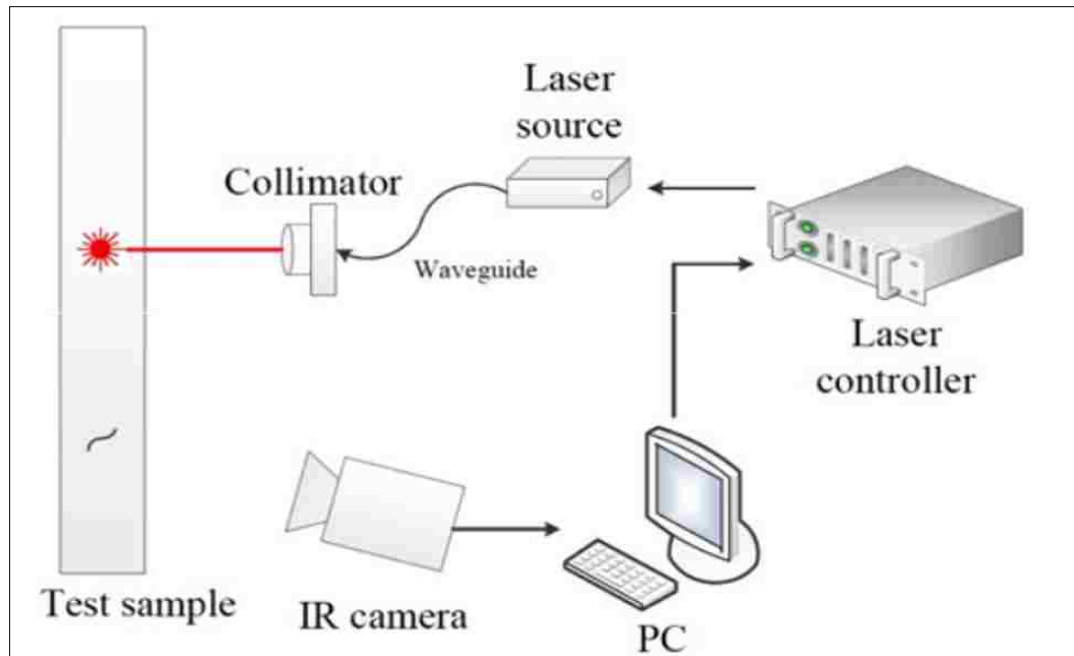 Laser
source
Collimator
Waveguide
Laser
controller
Test sample
IR camera
PC